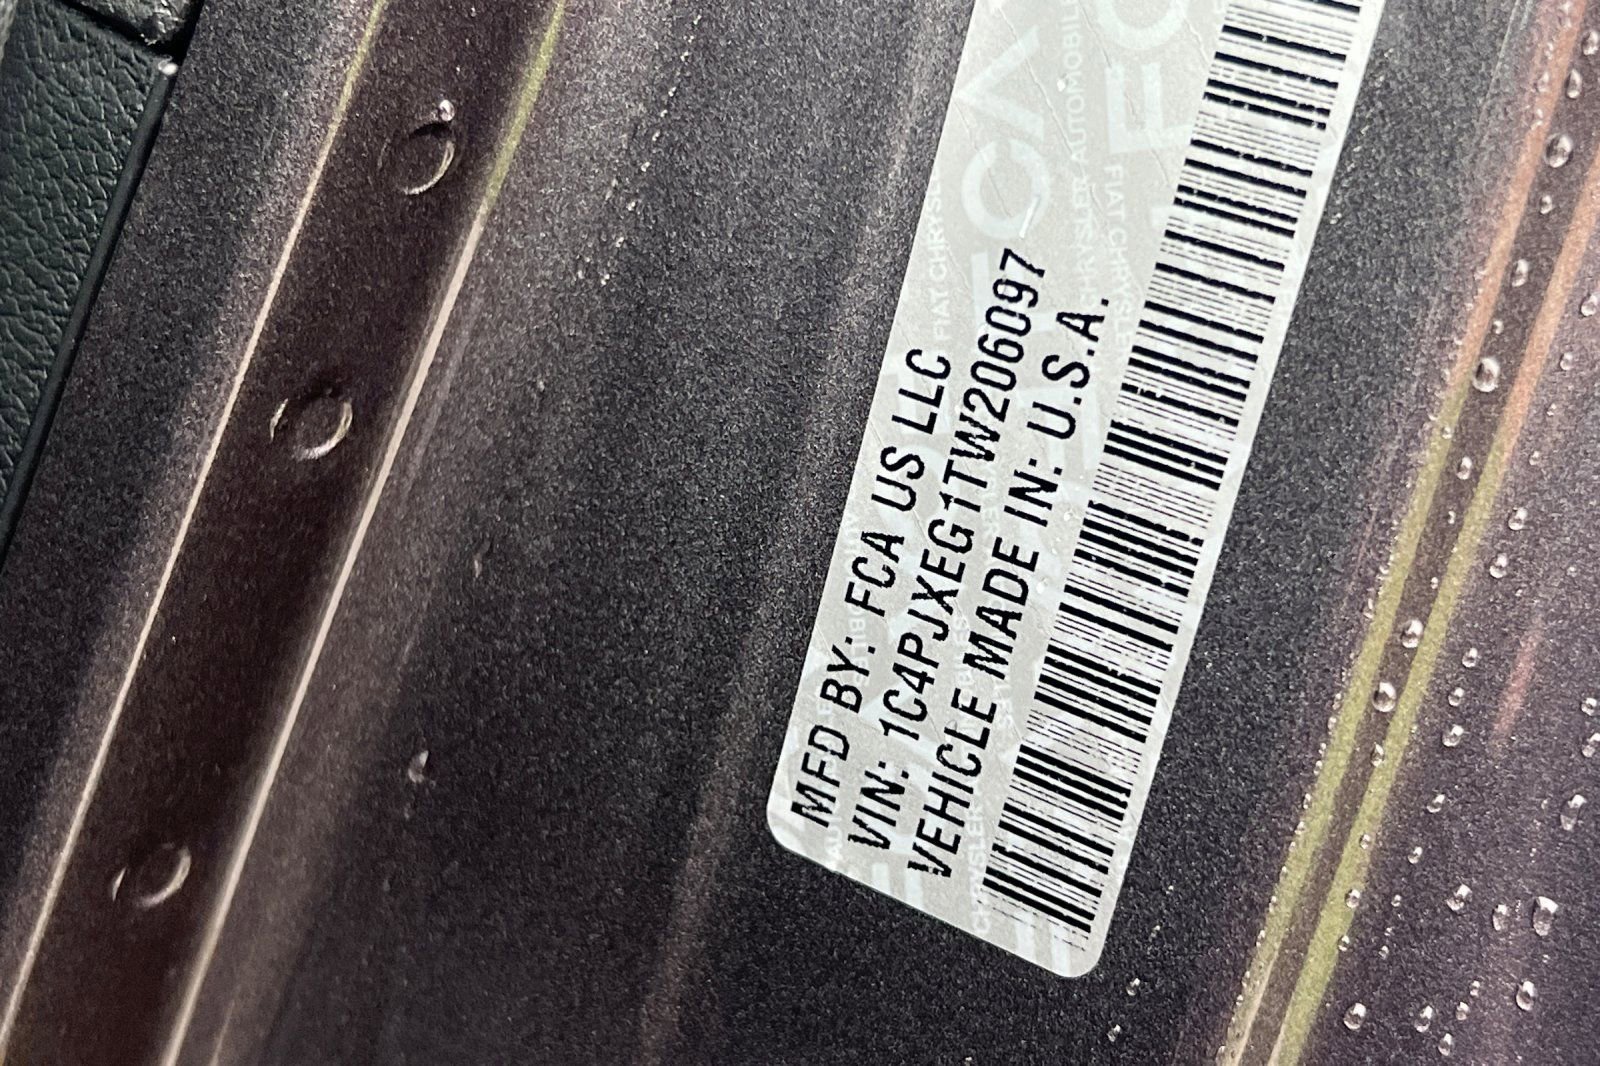 MFD BY: FCA US LLC
VIN: 1C4PJXEG1TW206097
VEHICLE MADE IN: U.S.A.